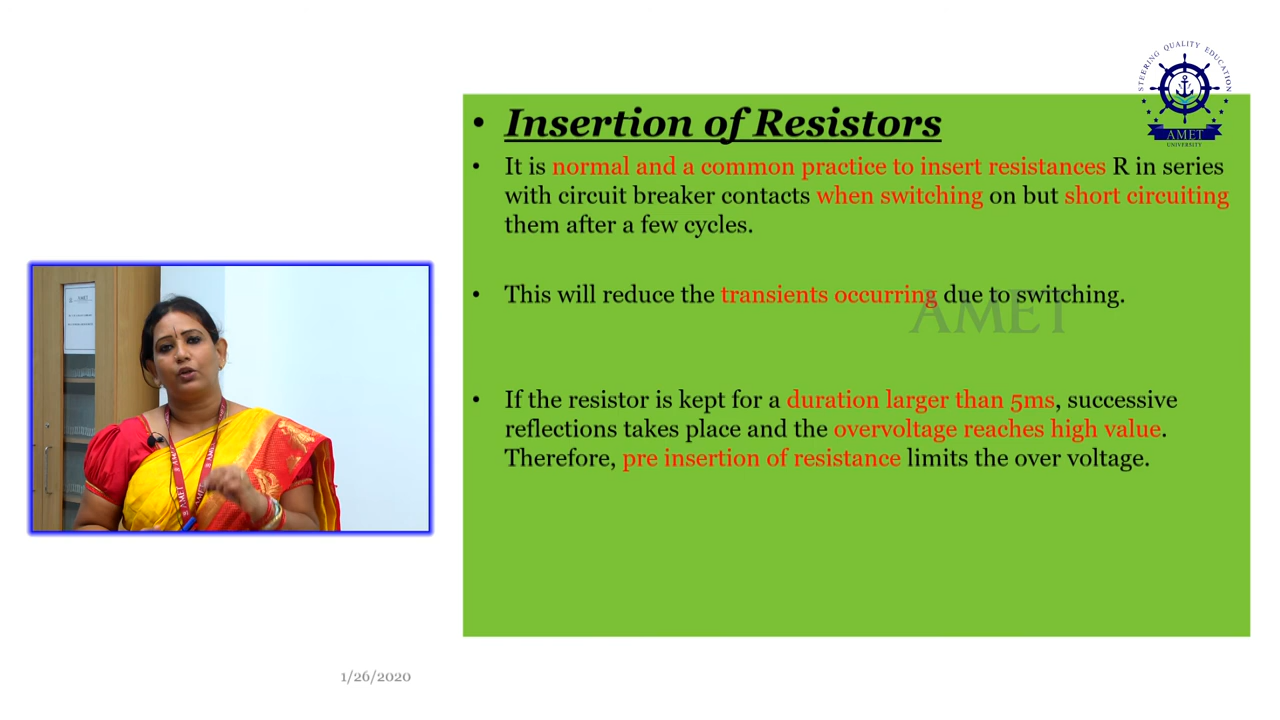 STEERING QUALITY EDUCATION
AMET
UNIVERSITY
• Insertion of Resistors
• It is normal and a common practice to insert resistances R in series
with circuit breaker contacts when switching on but short circuiting
them after a few cycles.
• This will reduce the transients occurring due to switching.
AMET
• If the resistor is kept for a duration larger than 5ms, successive
reflections takes place and the overvoltage reaches high value.
Therefore, pre insertion of resistance limits the over voltage.
1/26/2020